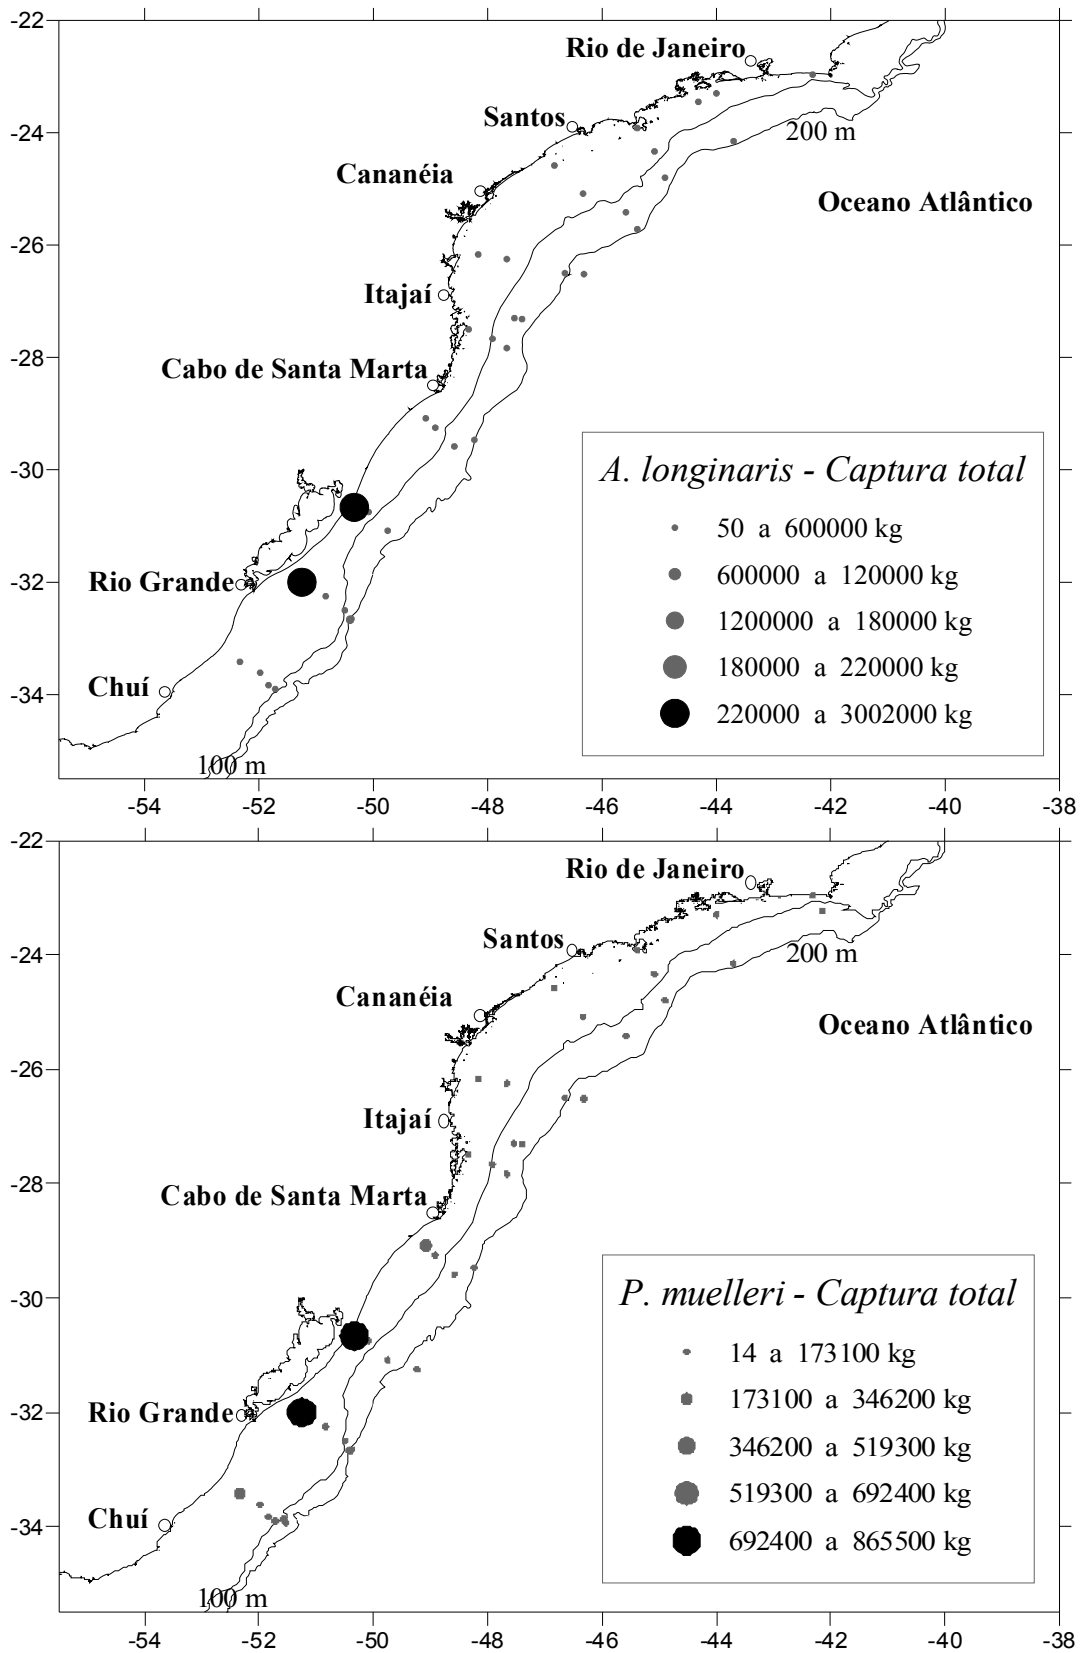 -22
Rio de Janeiro
-24
Santos
200 m
Cananéia
Oceano Atlântico
-26
Itajaí
-28
Cabo de Santa Marta
-30
A. longinaris - Captura total
50 a 600000 kg
600000 a 120000 kg
1200000 a 180000 kg
180000 a 220000 kg
220000 a 3002000 kg
-32
Rio Grande
-34
Chuí
100 m
-54 -52 -50 -48 -46 -44 -42 -40 -38
-22
Rio de Janeiro
-24
Santos
200 m
Cananéia
Oceano Atlântico
-26
Itajaí
-28
Cabo de Santa Marta
-30
P. muelleri - Captura total
14 a 173100 kg
173100 a 346200 kg
346200 a 519300 kg
519300 a 692400 kg
692400 a 865500 kg
-32
Rio Grande
-34
Chuí
100 m
-54 -52 -50 -48 -46 -44 -42 -40 -38